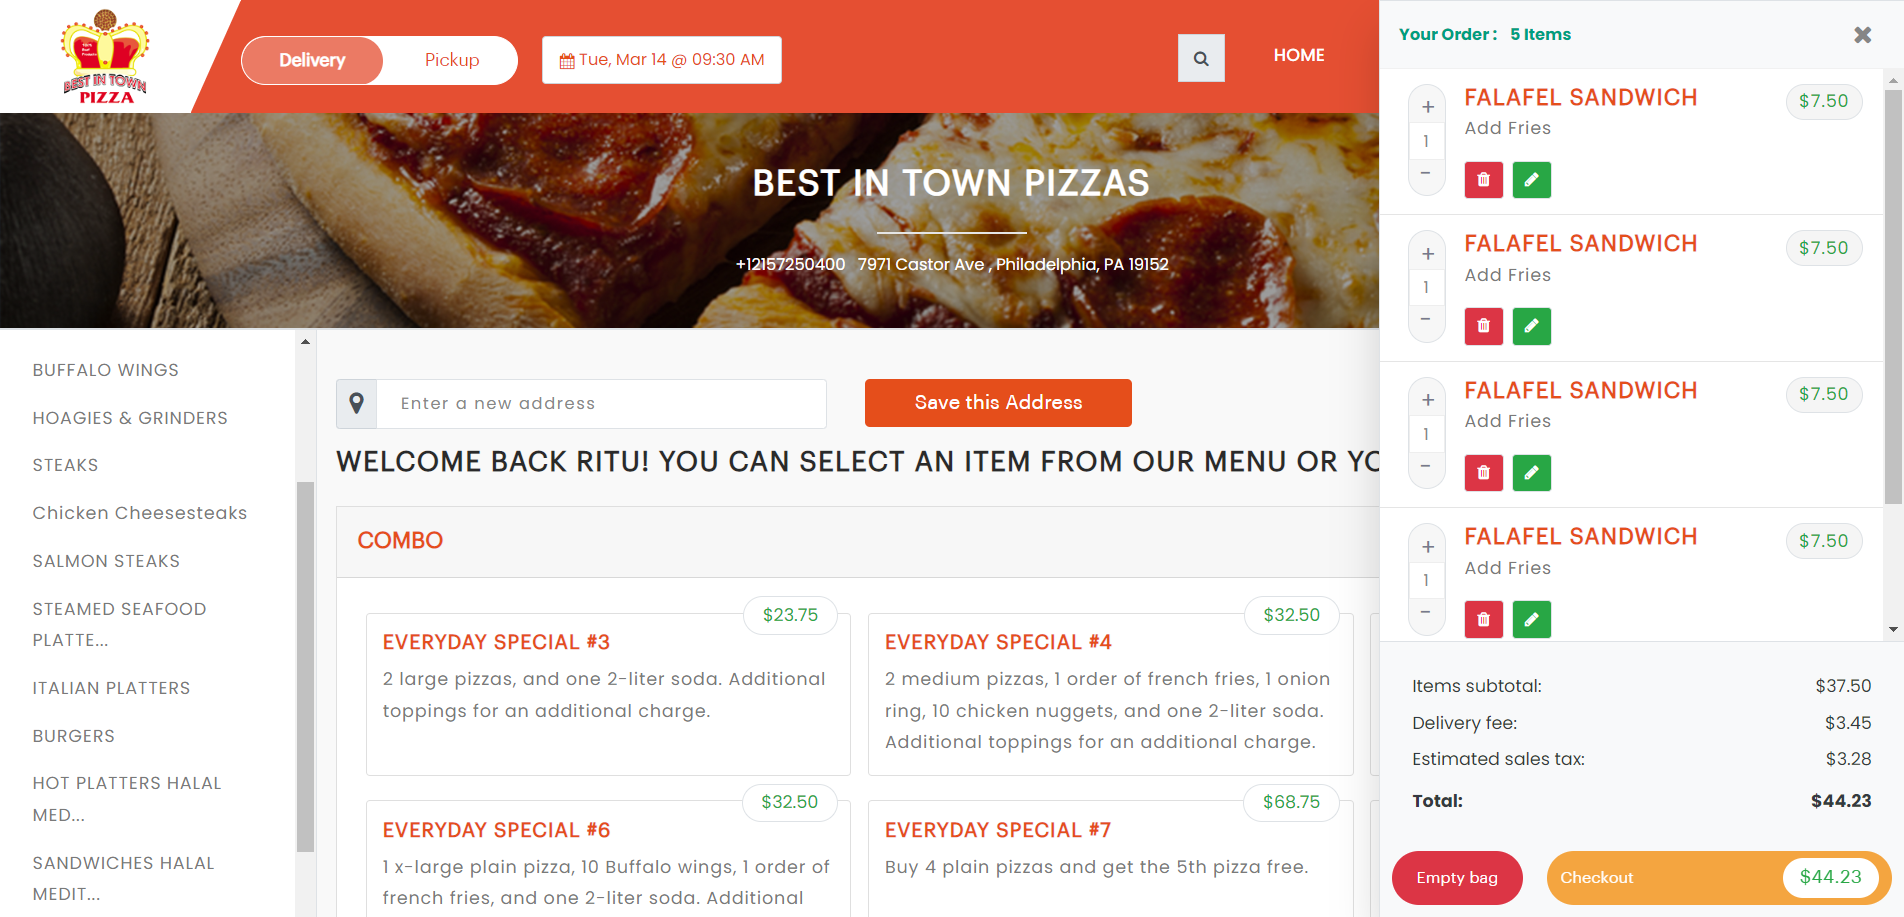 BEST IN TOWN
PIZZA
Delivery
Pickup
Tue, Mar 14 @ 09:30 AM
HOME
BEST IN TOWN PIZZAS
+12157250400 7971 Castor Ave , Philadelphia, PA 19152
BUFFALO WINGS
HOAGIES & GRINDERS
STEAKS
Chicken Cheesesteaks
SALMON STEAKS
STEAMED SEAFOOD
PLATTE...
ITALIAN PLATTERS
BURGERS
HOT PLATTERS HALAL
MED...
SANDWICHES HALAL
MEDIT...
Enter a new address
Save this Address
WELCOME BACK RITU! YOU CAN SELECT AN ITEM FROM OUR MENU OR YO
COMBO
$23.75
EVERYDAY SPECIAL #3
2 large pizzas, and one 2-liter soda. Additional
toppings for an additional charge.
$32.50
EVERYDAY SPECIAL #4
2 medium pizzas, 1 order of french fries, 1 onion
ring, 10 chicken nuggets, and one 2-liter soda.
Additional toppings for an additional charge.
$32.50
EVERYDAY SPECIAL #6
1 x-large plain pizza, 10 Buffalo wings, 1 order of
french fries, and one 2-liter soda. Additional
$68.75
EVERYDAY SPECIAL #7
Buy 4 plain pizzas and get the 5th pizza free.
Your Order : 5 Items
FALAFEL SANDWICH
$7.50
Add Fries
+
1
−
FALAFEL SANDWICH
$7.50
Add Fries
+
1
−
FALAFEL SANDWICH
$7.50
Add Fries
+
1
−
FALAFEL SANDWICH
$7.50
Add Fries
+
1
−
Items subtotal: $37.50
Delivery fee: $3.45
Estimated sales tax: $3.28
Total: $44.23
Empty bag
Checkout $44.23